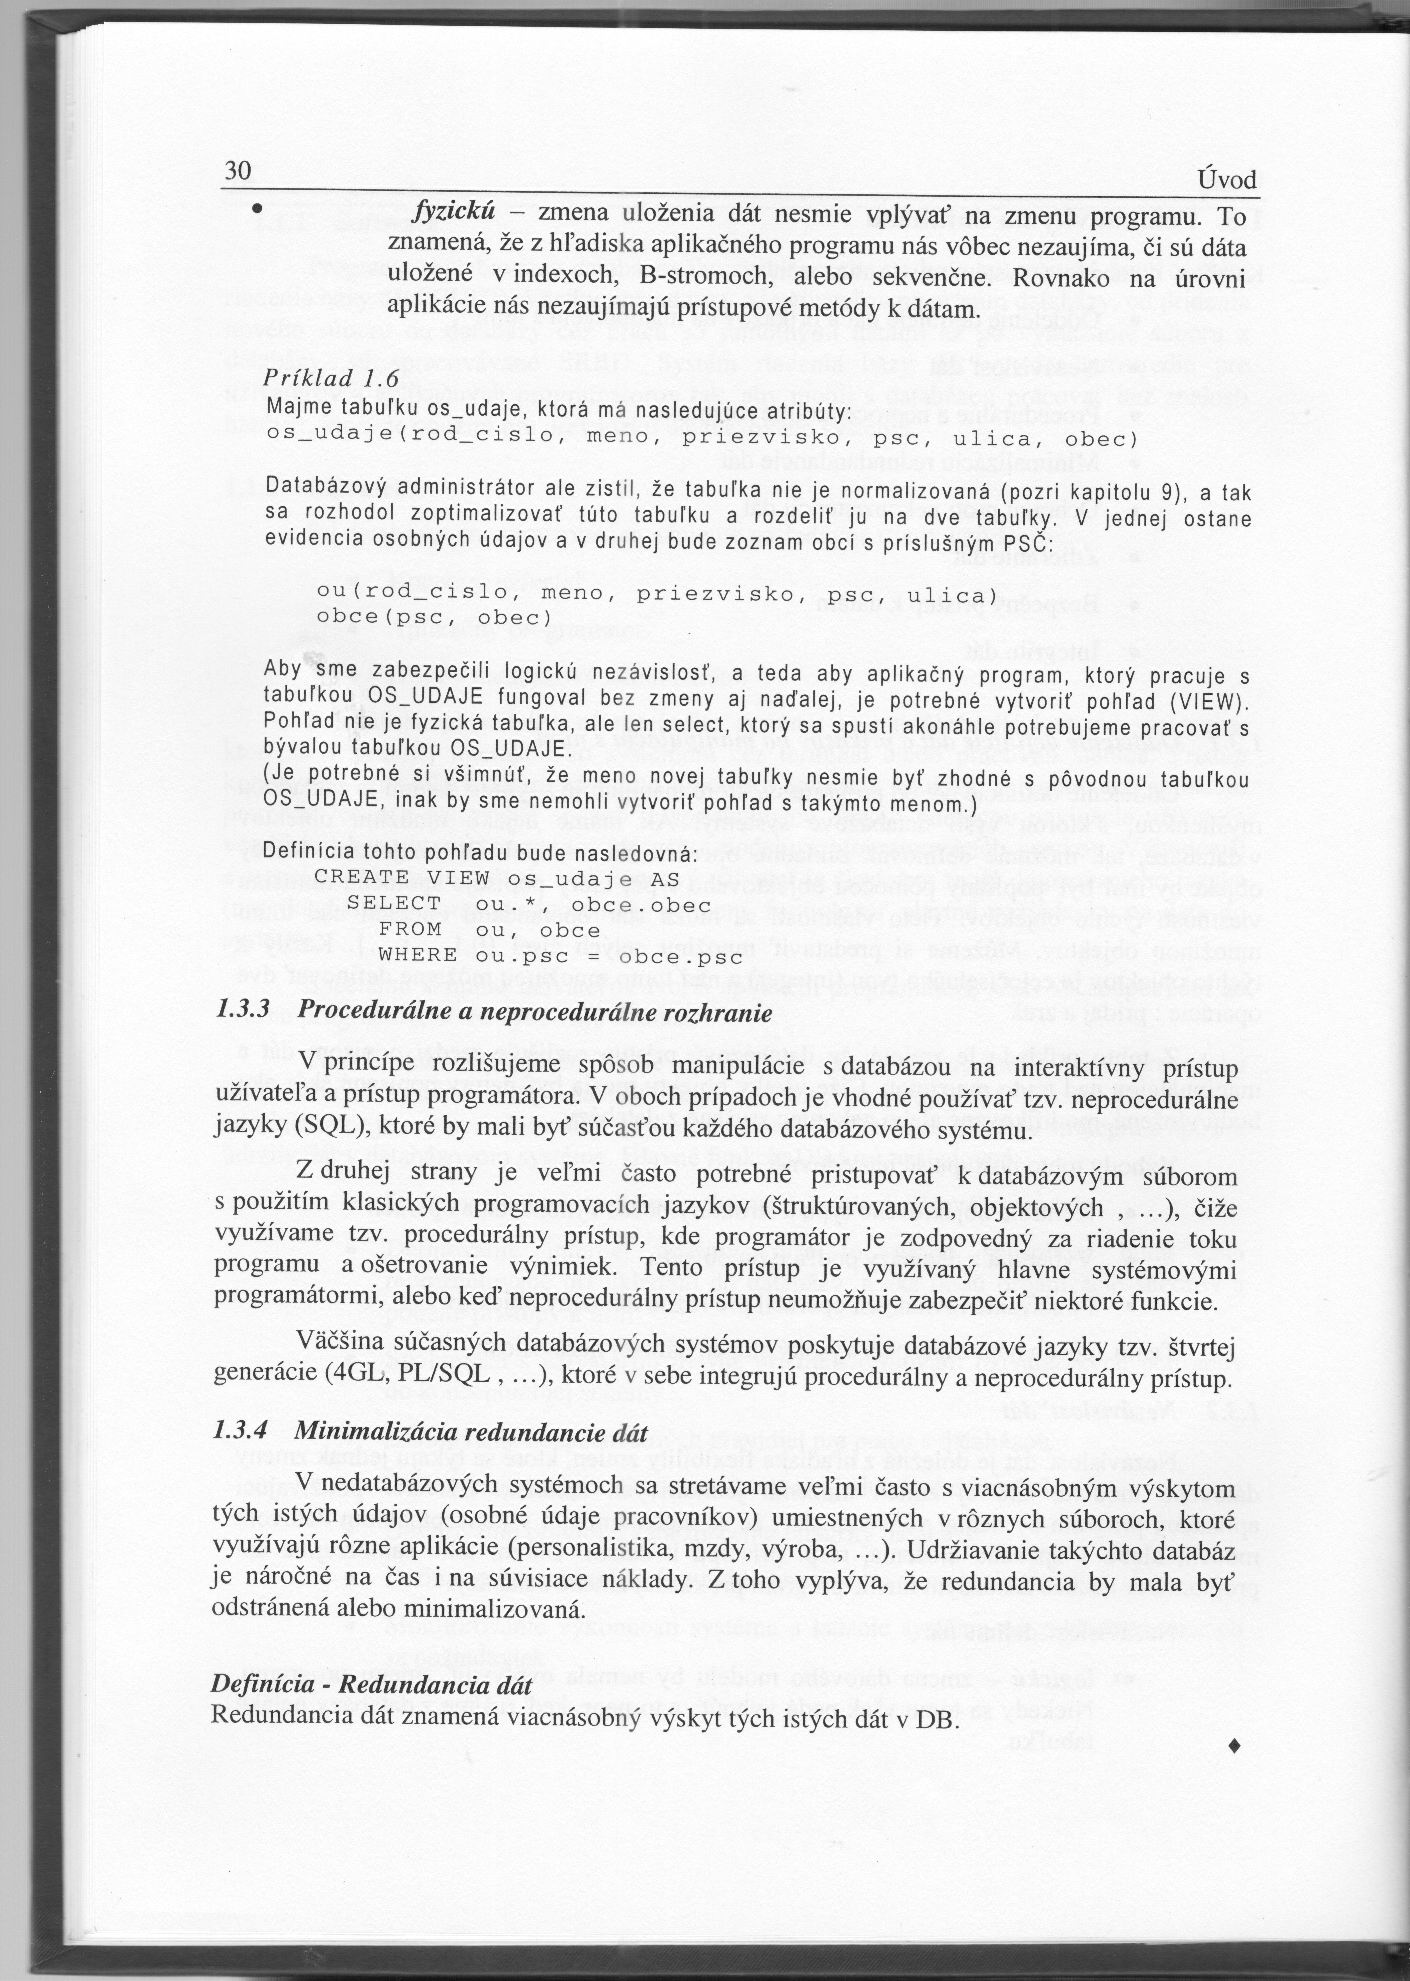 30
Úvod
• fyzickú – zmena uloženia dát nesmie vplývať na zmenu programu. To
znamená, že z hľadiska aplikačného programu nás vôbec nezaujíma, či sú dáta
uložené v indexoch, B-stromoch, alebo sekvenčne. Rovnako na úrovni
aplikácie nás nezaujímajú prístupové metódy k dátam.
Príklad 1.6
Majme tabuľku os_udaje, ktorá má nasledujúce atribúty:
os_udaje(rod_cislo, meno, priezvisko, psc, ulica, obec)
Databázový administrátor ale zistil, že tabuľka nie je normalizovaná (pozri kapitolu 9), a tak
sa rozhodol zoptimalizovať túto tabuľku a rozdeliť ju na dve tabuľky. V jednej ostane
evidencia osobných údajov a v druhej bude zoznam obcí s príslušným PSČ:
ou(rod_cislo, meno, priezvisko, psc, ulica)
obce(psc, obec)
Aby sme zabezpečili logickú nezávislosť, a teda aby aplikačný program, ktorý pracuje s
tabuľkou OS_UDAJE fungoval bez zmeny aj naďalej, je potrebné vytvoriť pohľad (VIEW).
Pohľad nie je fyzická tabuľka, ale len select, ktorý sa spustí akonáhle potrebujeme pracovať s
bývalou tabuľkou OS_UDAJE.
(Je potrebné si všimnúť, že meno novej tabuľky nesmie byť zhodné s pôvodnou tabuľkou
OS_UDAJE, inak by sme nemohli vytvoriť pohľad s takýmto menom.)
Definícia tohto pohľadu bude nasledovná:
CREATE VIEW os_udaje AS
SELECT ou.*, obce.obec
FROM ou, obce
WHERE ou.psc = obce.psc
1.3.3 Procedurálne a neprocedurálne rozhranie
V princípe rozlišujeme spôsob manipulácie s databázou na interaktívny prístup
užívateľa a prístup programátora. V oboch prípadoch je vhodné používať tzv. neprocedurálne
jazyky (SQL), ktoré by mali byť súčasťou každého databázového systému.
Z druhej strany je veľmi často potrebné pristupovať k databázovým súborom
s použitím klasických programovacích jazykov (štruktúrovaných, objektových , ...), čiže
využívame tzv. procedurálny prístup, kde programátor je zodpovedný za riadenie toku
programu a ošetrovanie výnimiek. Tento prístup je využívaný hlavne systémovými
programátormi, alebo keď neprocedurálny prístup neumožňuje zabezpečiť niektoré funkcie.
Väčšina súčasných databázových systémov poskytuje databázové jazyky tzv. štvrtej
generácie (4GL, PL/SQL , ...), ktoré v sebe integrujú procedurálny a neprocedurálny prístup.
1.3.4 Minimalizácia redundancie dát
V nedatabázových systémoch sa stretávame veľmi často s viacnásobným výskytom
tých istých údajov (osobné údaje pracovníkov) umiestnených v rôznych súboroch, ktoré
využívajú rôzne aplikácie (personalistika, mzdy, výroba, ...). Udržiavanie takýchto databáz
je náročné na čas i na súvisiace náklady. Z toho vyplýva, že redundancia by mala byť
odstránená alebo minimalizovaná.
Definícia - Redundancia dát
Redundancia dát znamená viacnásobný výskyt tých istých dát v DB.
♦